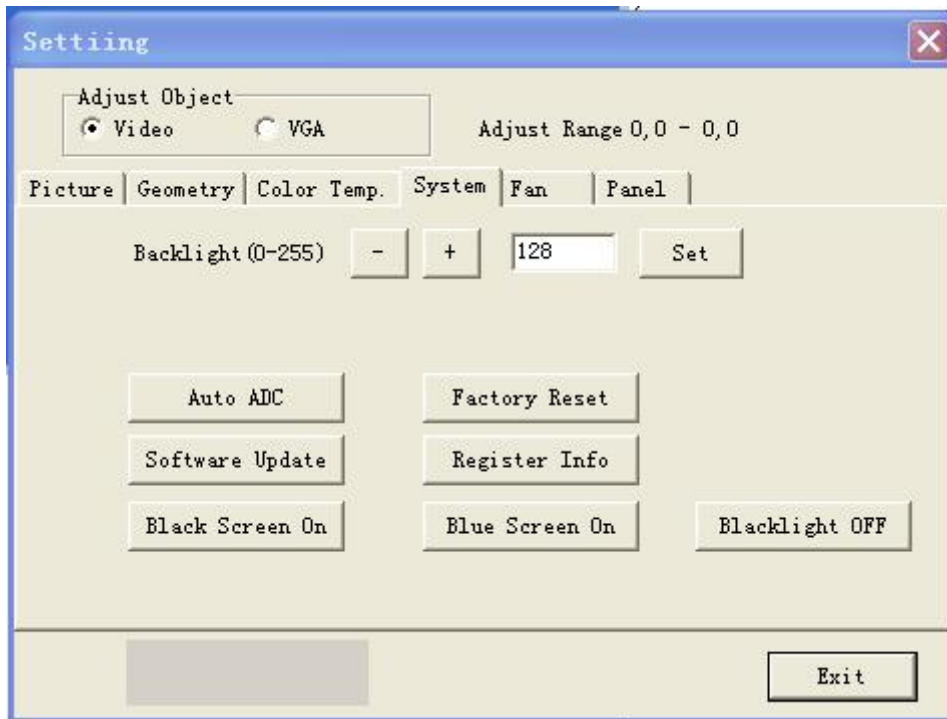 Settiing
Adjust Object
Video VGA Adjust Range 0,0 - 0,0
Picture Geometry Color Temp. System Fan Panel
Backlight(0-255) - + 128 Set
Auto ADC Factory Reset
Software Update Register Info
Black Screen On Blue Screen On Blacklight OFF
Exit